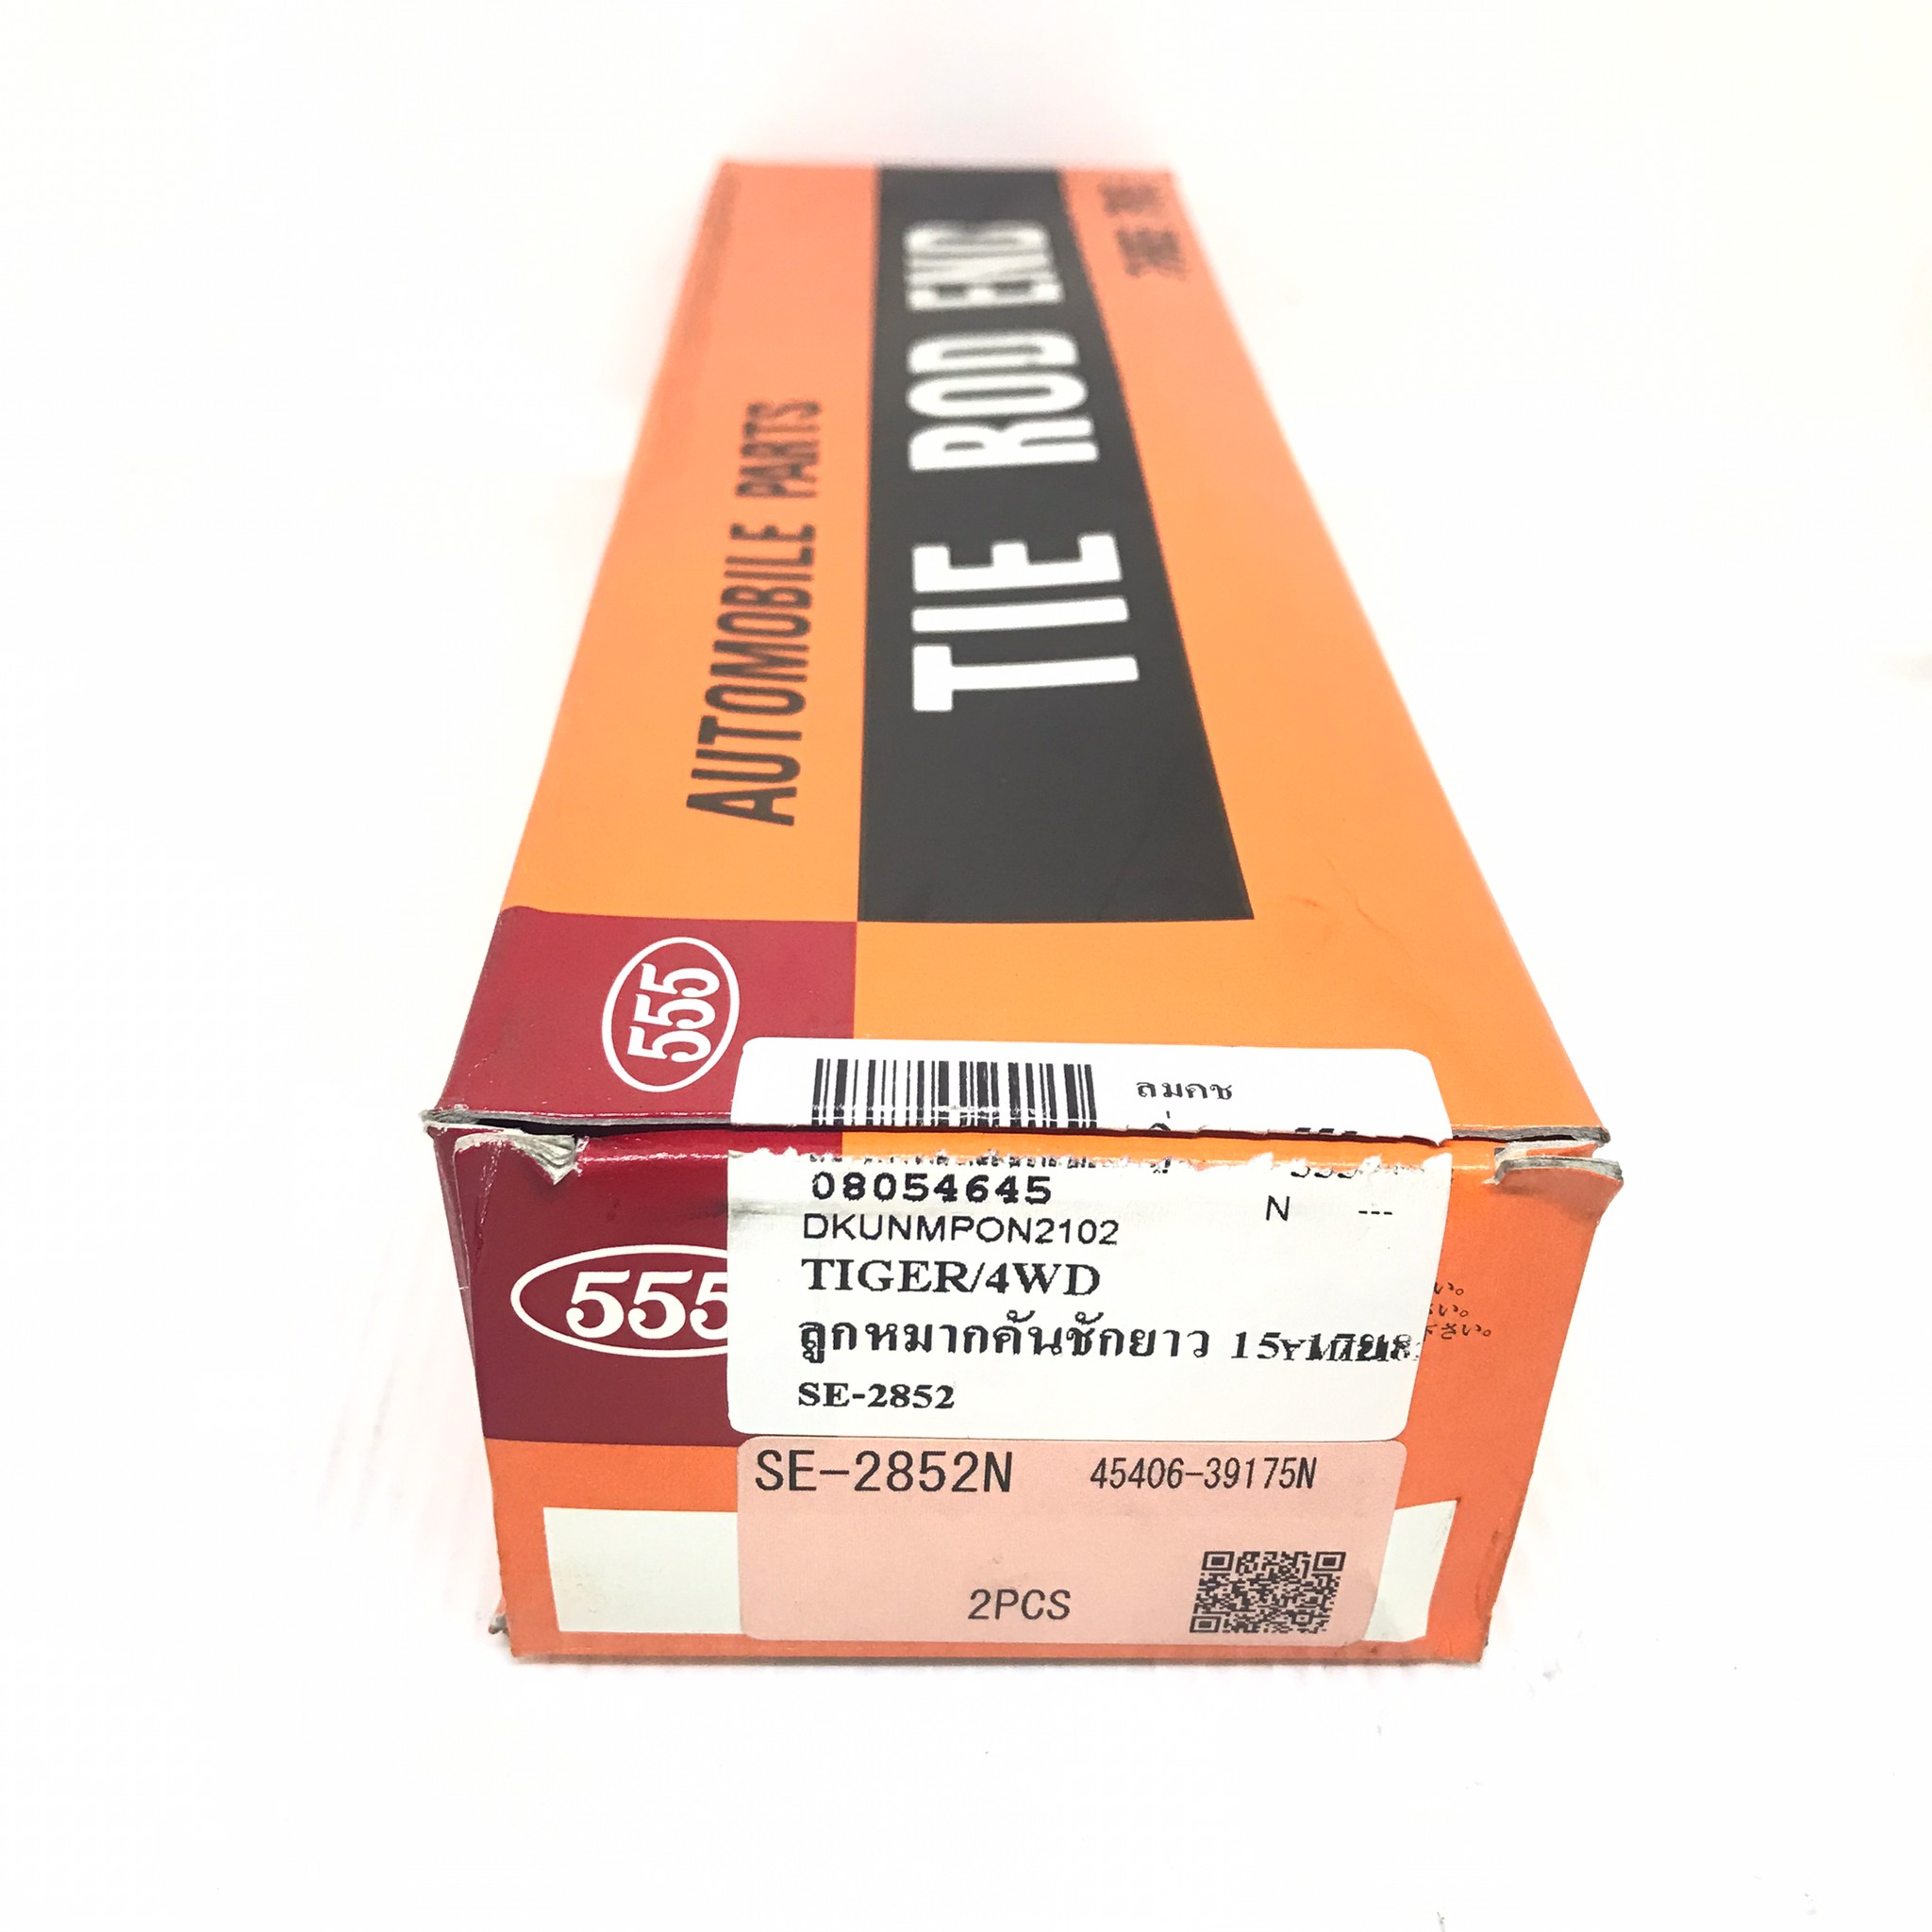 AUTOMOBILE PARTS
TIE ROD END
555
ลมคช
08054645
N ---
DKUNMPON2102
TIGER/4WD
ลูกหมากคันชักยาว
SE-2852
555
SE-2852N 45406-39175N
2PCS